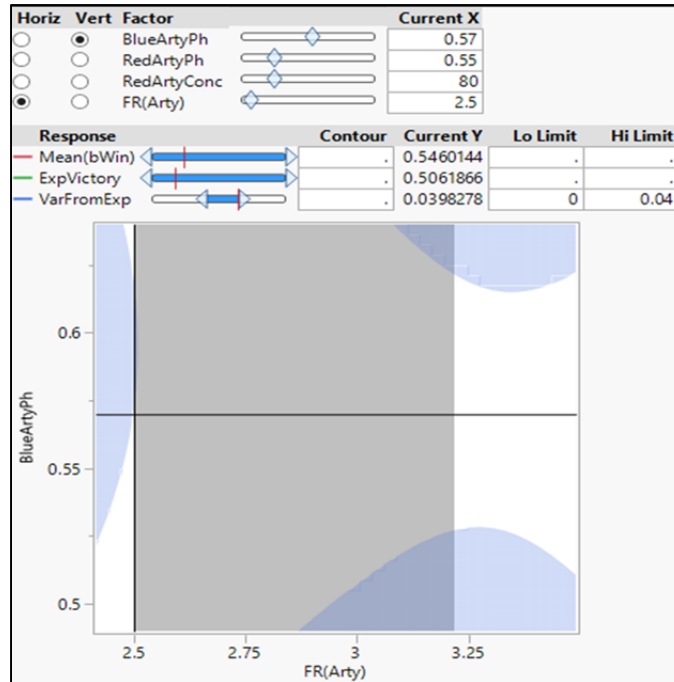 Horiz Vert Factor Current X
BlueArtyPh 0.57
RedArtyPh 0.55
RedArtyConc 80
FR(Arty) 2.5
Response Contour Current Y Lo Limit Hi Limit
Mean(bWin) . 0.5460144 . .
ExpVictory . 0.5061866 . .
VarFromExp . 0.0398278 0 0.04
0.6
BlueArtyPh
0.55
0.5
2.5 2.75 3 3.25
FR(Arty)